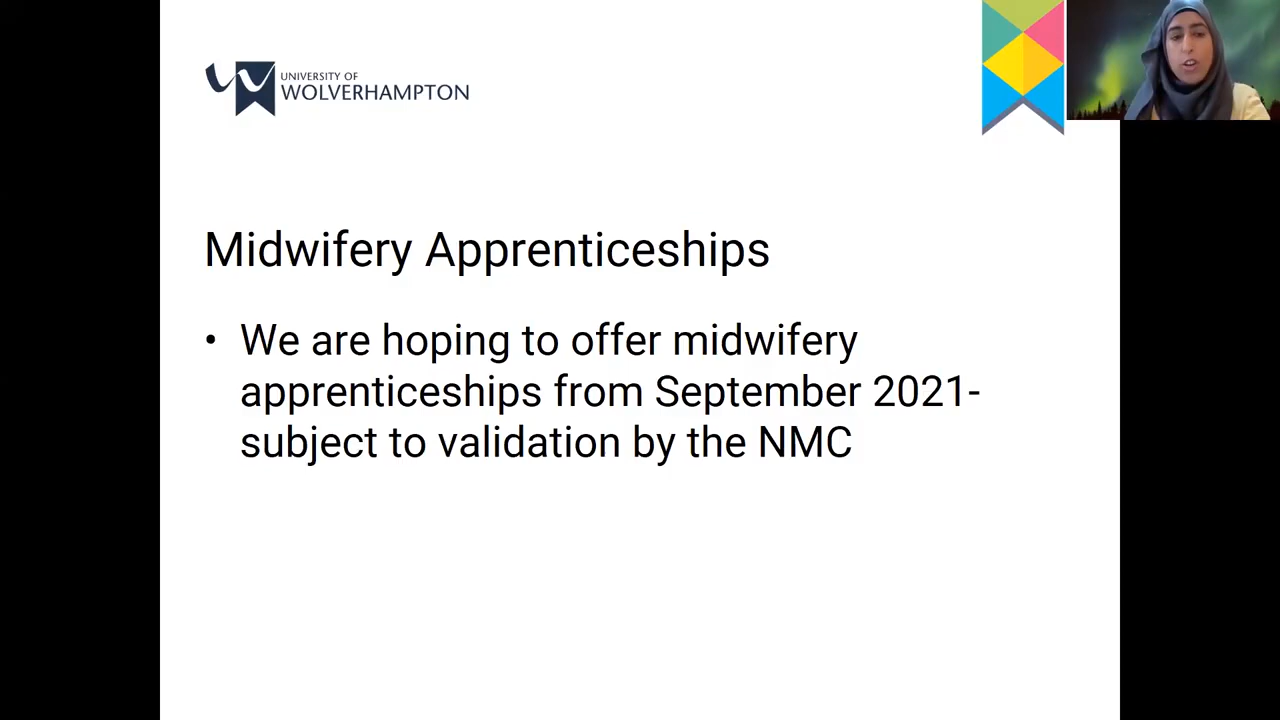 UNIVERSITY OF
WOLVERHAMPTON
Midwifery Apprenticeships
• We are hoping to offer midwifery
apprenticeships from September 2021-
subject to validation by the NMC